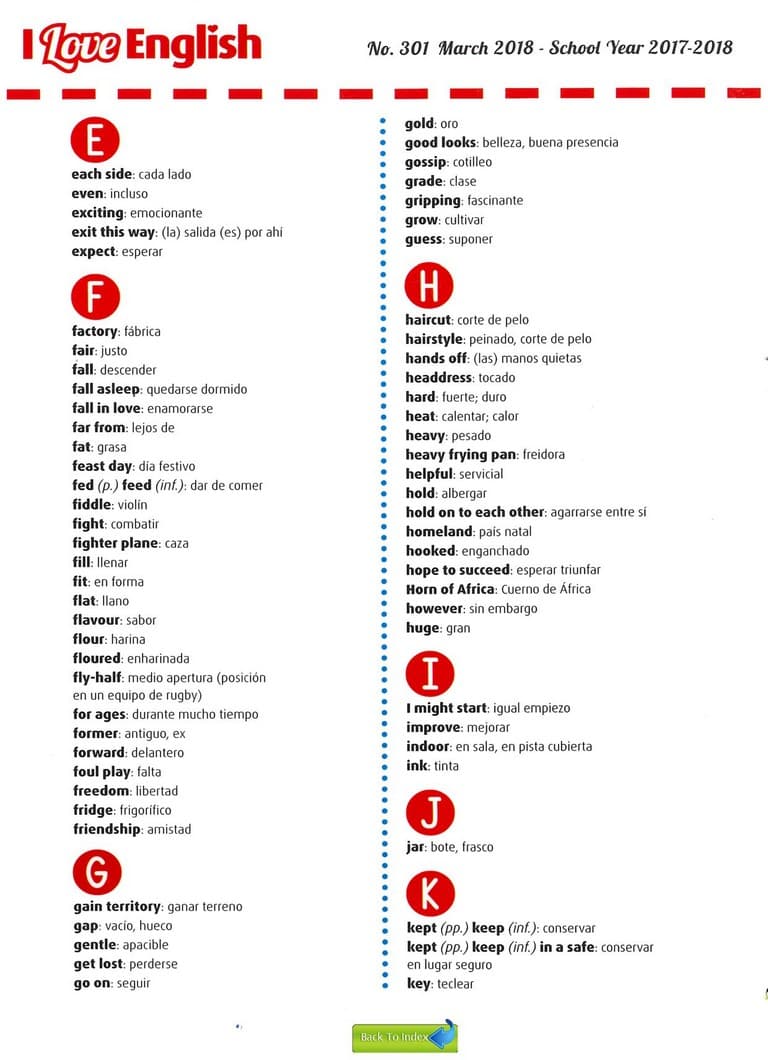 I Love English
No. 301 March 2018 - School Year 2017-2018
E
each side: cada lado
even: incluso
exciting: emocionante
exit this way: (la) salida (es) por ahí
expect: esperar
F
factory: fábrica
fair: justo
fall: descender
fall asleep: quedarse dormido
fall in love: enamorarse
far from: lejos de
fat: grasa
feast day: día festivo
fed (p.) feed (inf.): dar de comer
fiddle: violín
fight: combatir
fighter plane: caza
fill: llenar
fit: en forma
flat: llano
flavour: sabor
flour: harina
floured: enharinada
fly-half: medio apertura (posición
en un equipo de rugby)
for ages: durante mucho tiempo
former: antiguo, ex
forward: delantero
foul play: falta
freedom: libertad
fridge: frigorífico
friendship: amistad
G
gain territory: ganar terreno
gap: vacío, hueco
gentle: apacible
get lost: perderse
go on: seguir
gold: oro
good looks: belleza, buena presencia
gossip: cotilleo
grade: clase
gripping: fascinante
grow: cultivar
guess: suponer
H
haircut: corte de pelo
hairstyle: peinado, corte de pelo
hands off: (las) manos quietas
headdress: tocado
hard: fuerte; duro
heat: calentar; calor
heavy: pesado
heavy frying pan: freidora
helpful: servicial
hold: albergar
hold on to each other: agarrarse entre sí
homeland: país natal
hooked: enganchado
hope to succeed: esperar triunfar
Horn of Africa: Cuerno de África
however: sin embargo
huge: gran
I
I might start: igual empiezo
improve: mejorar
indoor: en sala, en pista cubierta
ink: tinta
J
jar: bote, frasco
K
kept (pp.) keep (inf.): conservar
kept (pp.) keep (inf.) in a safe: conservar
en lugar seguro
key: teclear
Back To Index